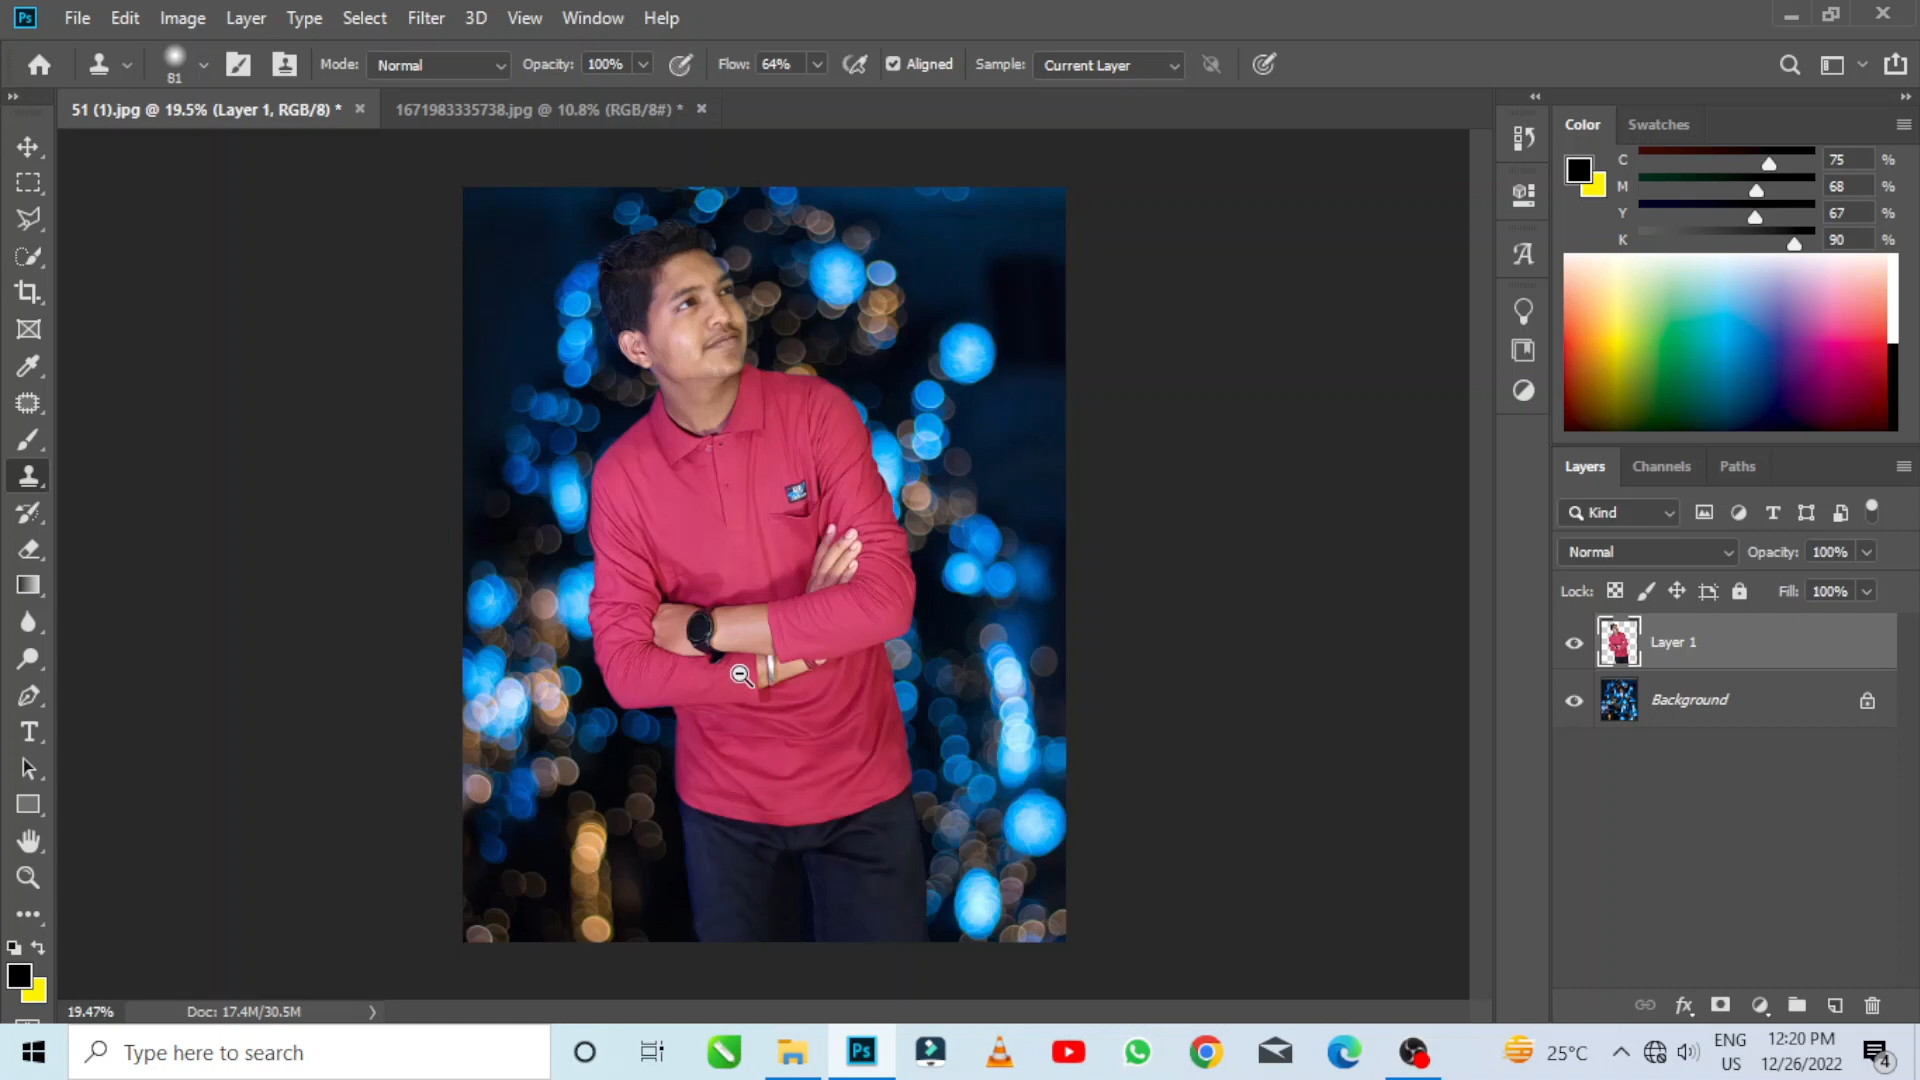 Ps File Edit Image Layer Type Select Filter 3D View Window Help
81 Mode: Normal Opacity: 100% Flow: 64% Aligned Sample: Current Layer
51 (1).jpg @ 19.5% (Layer 1, RGB/8) * 1671983335738.jpg @ 10.8% (RGB/8#) *
Color Swatches
C 75 %
M 68 %
Y 67 %
K 90 %
Layers Channels Paths
Kind
Normal Opacity: 100%
Lock: Fill: 100%
Layer 1
Background
19.47% Doc: 17.4M/30.5M
Type here to search
Ps
25°C
ENG
US
12:20 PM
12/26/2022
4